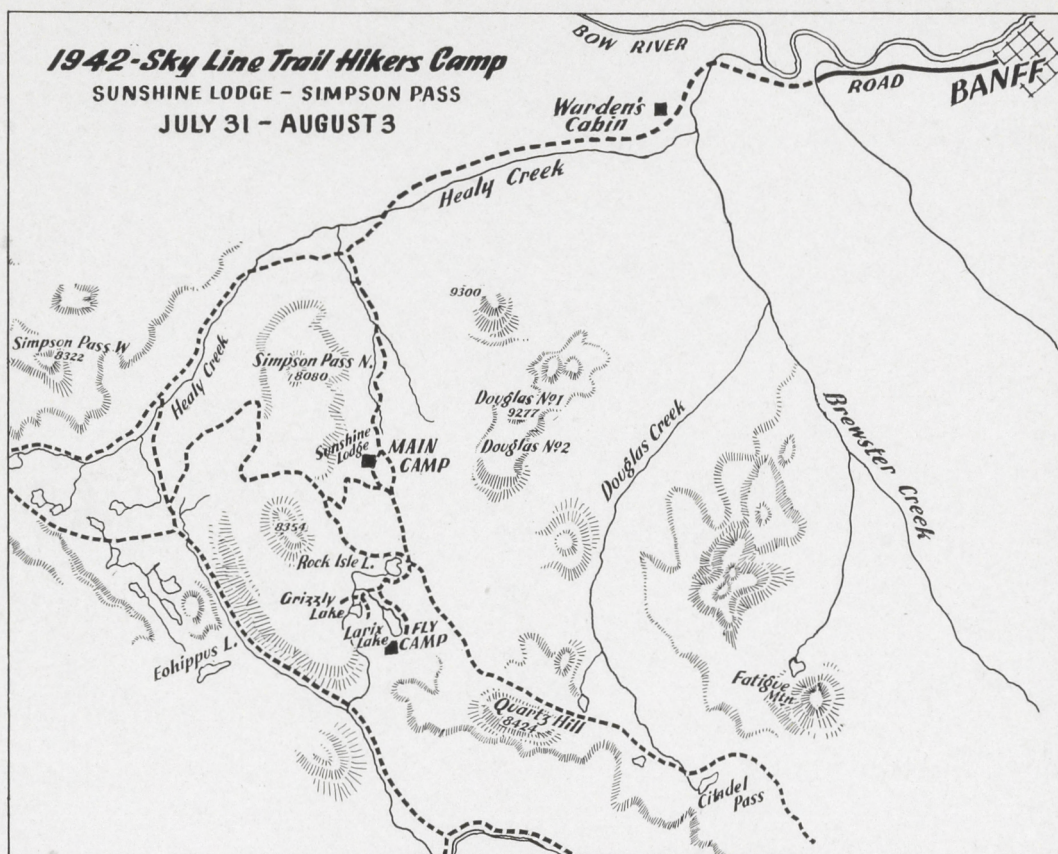 1942-Sky Line Trail Hikers Camp
SUNSHINE LODGE - SIMPSON PASS
JULY 31 - AUGUST 3
BOW RIVER
ROAD
BANFF
Warden's
Cabin
Healy Creek
9300
Simpson Pass W
8322
Healy Creek
Simpson Pass N.
8080
Douglas No1
9277
Douglas No2
Sunshine
Lodge
MAIN
CAMP
Douglas Creek
Brewster Creek
8354
Rock Isle L.
Grizzly
Lake
Larix
Lake
FLY
CAMP
Eohippus L.
Quartz Hill
8424
Fatigue
Mtn.
Citadel
Pass